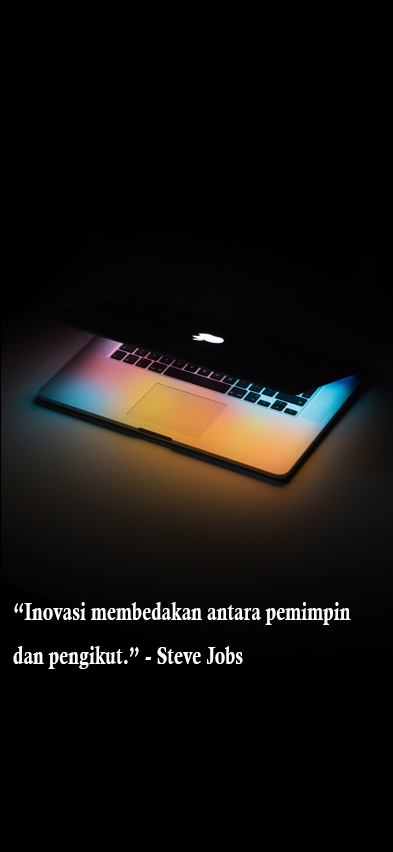 “Inovasi membedakan antara pemimpin
dan pengikut.” - Steve Jobs